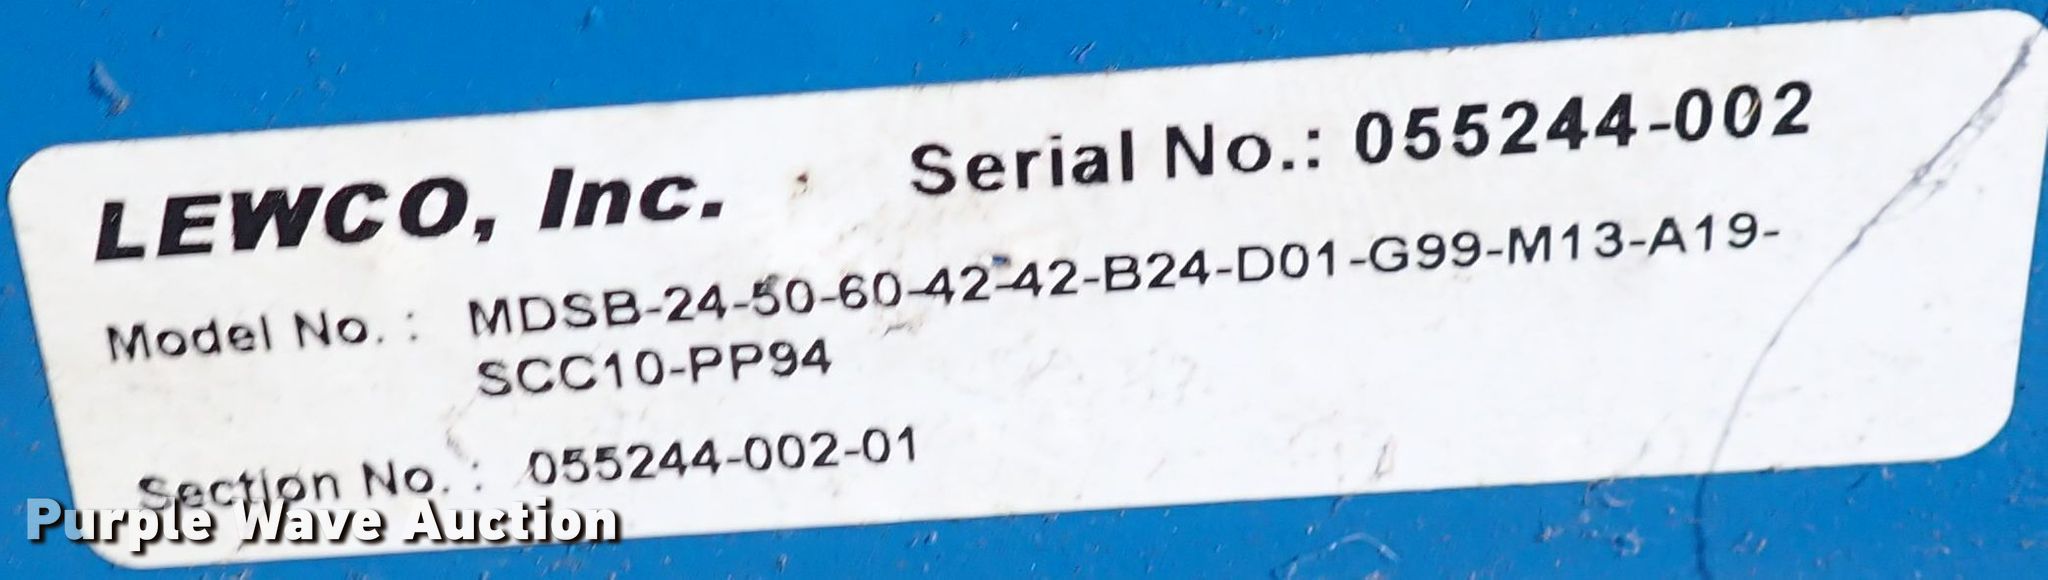 LEWCO, Inc. Serial No.: 055244-002
Model No. : MDSB-24-50-60-42-42-B24-D01-G99-M13-A19-
SCC10-PP94
Section No. : 055244-002-01
Purple Wave Auction